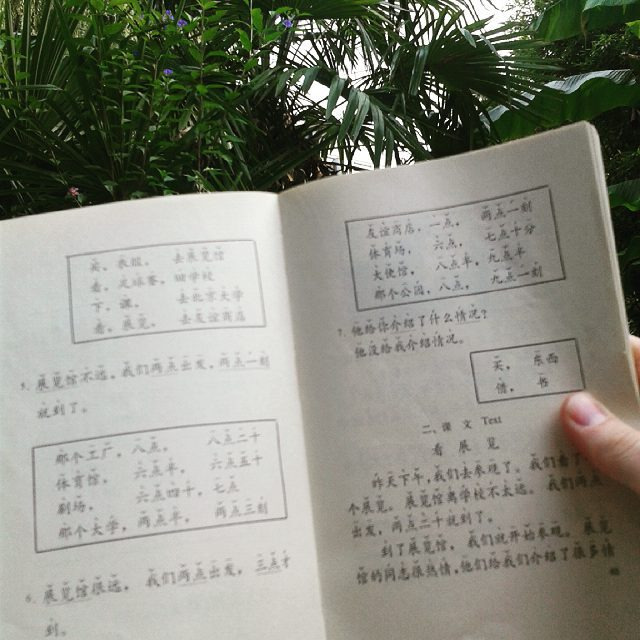 买、衣服， 去展览馆
看、足球赛， 回学校
下、课， 去北京大学
看、展览， 去友谊商店
5. 展览馆不远，我们两点出发，两点一刻
就到了。
那个工厂，八点， 八点二十
体育馆， 六点半， 六点五十
剧场， 六点四十，七点
那个大学，两点半， 两点三刻
6. 展览馆很远，我们两点出发，三点才
到。
友谊商店，一点， 两点一刻
体育场， 六点， 七点十分
大使馆， 八点半， 九点半
那个公园，八点， 九点一刻
7. 他给你介绍了什么情况？
他没给我介绍情况。
买， 东西
借， 书
二、课文 Text
看展览
昨天下午，我们去参观了。我们看了
个展览。展览馆离学校不太远。我们两点
出发，两点二十就到了。
到了展览馆，我们就开始参观。展览
馆的同志很热情，他们给我们介绍了很多情